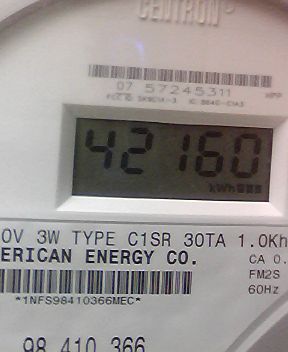 CENTRON
07 57245311
42160
kWh
0V 3W TYPE C1SR 30TA 1.0Kh
ERICAN ENERGY CO.
CA 0.
FM2S
60Hz
*1NFS98410366MEC*
98 410 366